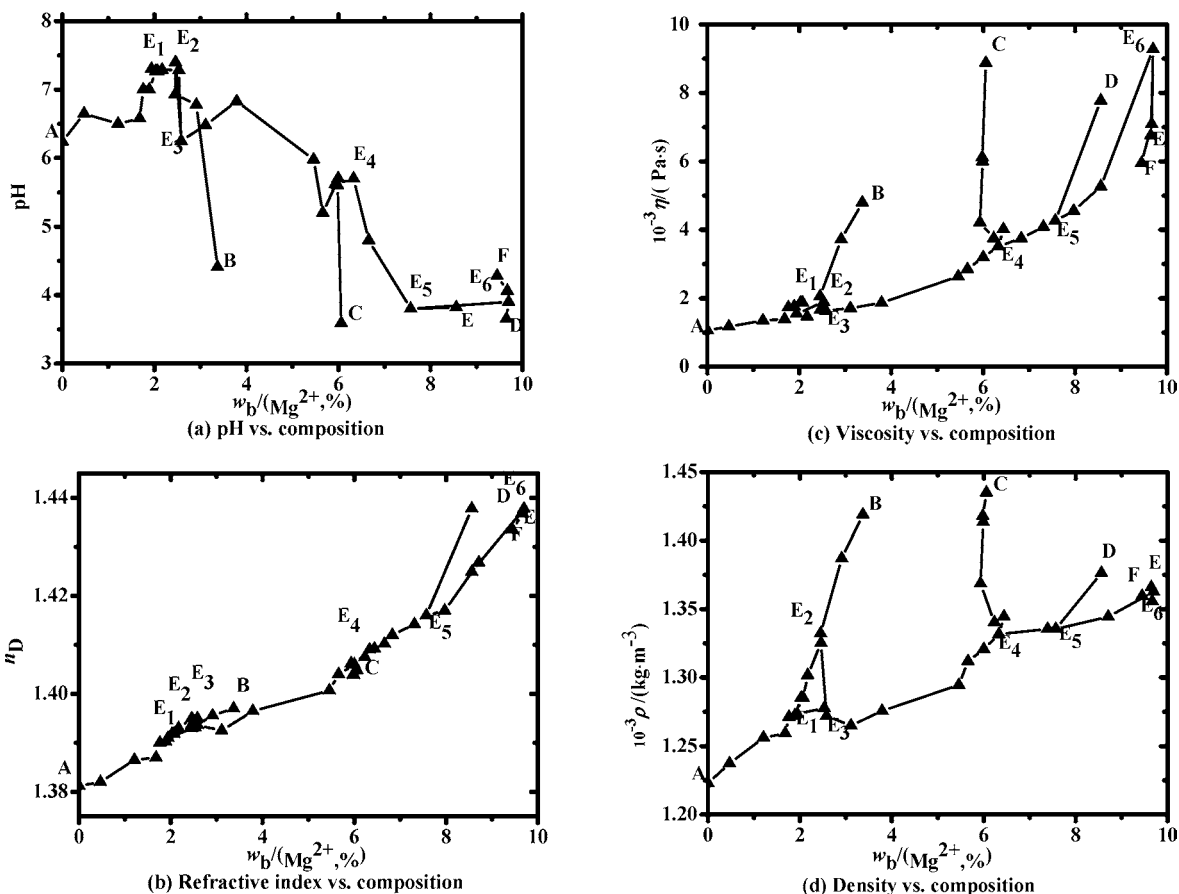 8
7
6
5
4
3
pH
A
E1
E2
E3
B
E4
C
E5
E6
F
E
D
0 2 4 6 8 10
wb/(Mg2+,%)
(a) pH vs. composition
10
8
6
4
2
0
10-3 η/( Pa·s)
A
E1
E2
E3
B
C
E4
D
E5
E6
E
F
0 2 4 6 8 10
wb/(Mg2+,%)
(c) Viscosity vs. composition
1.44
1.42
1.40
1.38
nD
A
E1
E2
E3
B
E4
C
E5
D
E6
E
F
0 2 4 6 8 10
wb/(Mg2+,%)
(b) Refractive index vs. composition
1.45
1.40
1.35
1.30
1.25
1.20
10-3 ρ/(kg·m-3)
A
E1
E2
E3
B
C
E4
D
E5
E
F
E6
0 2 4 6 8 10
wb/(Mg2+,%)
(d) Density vs. composition